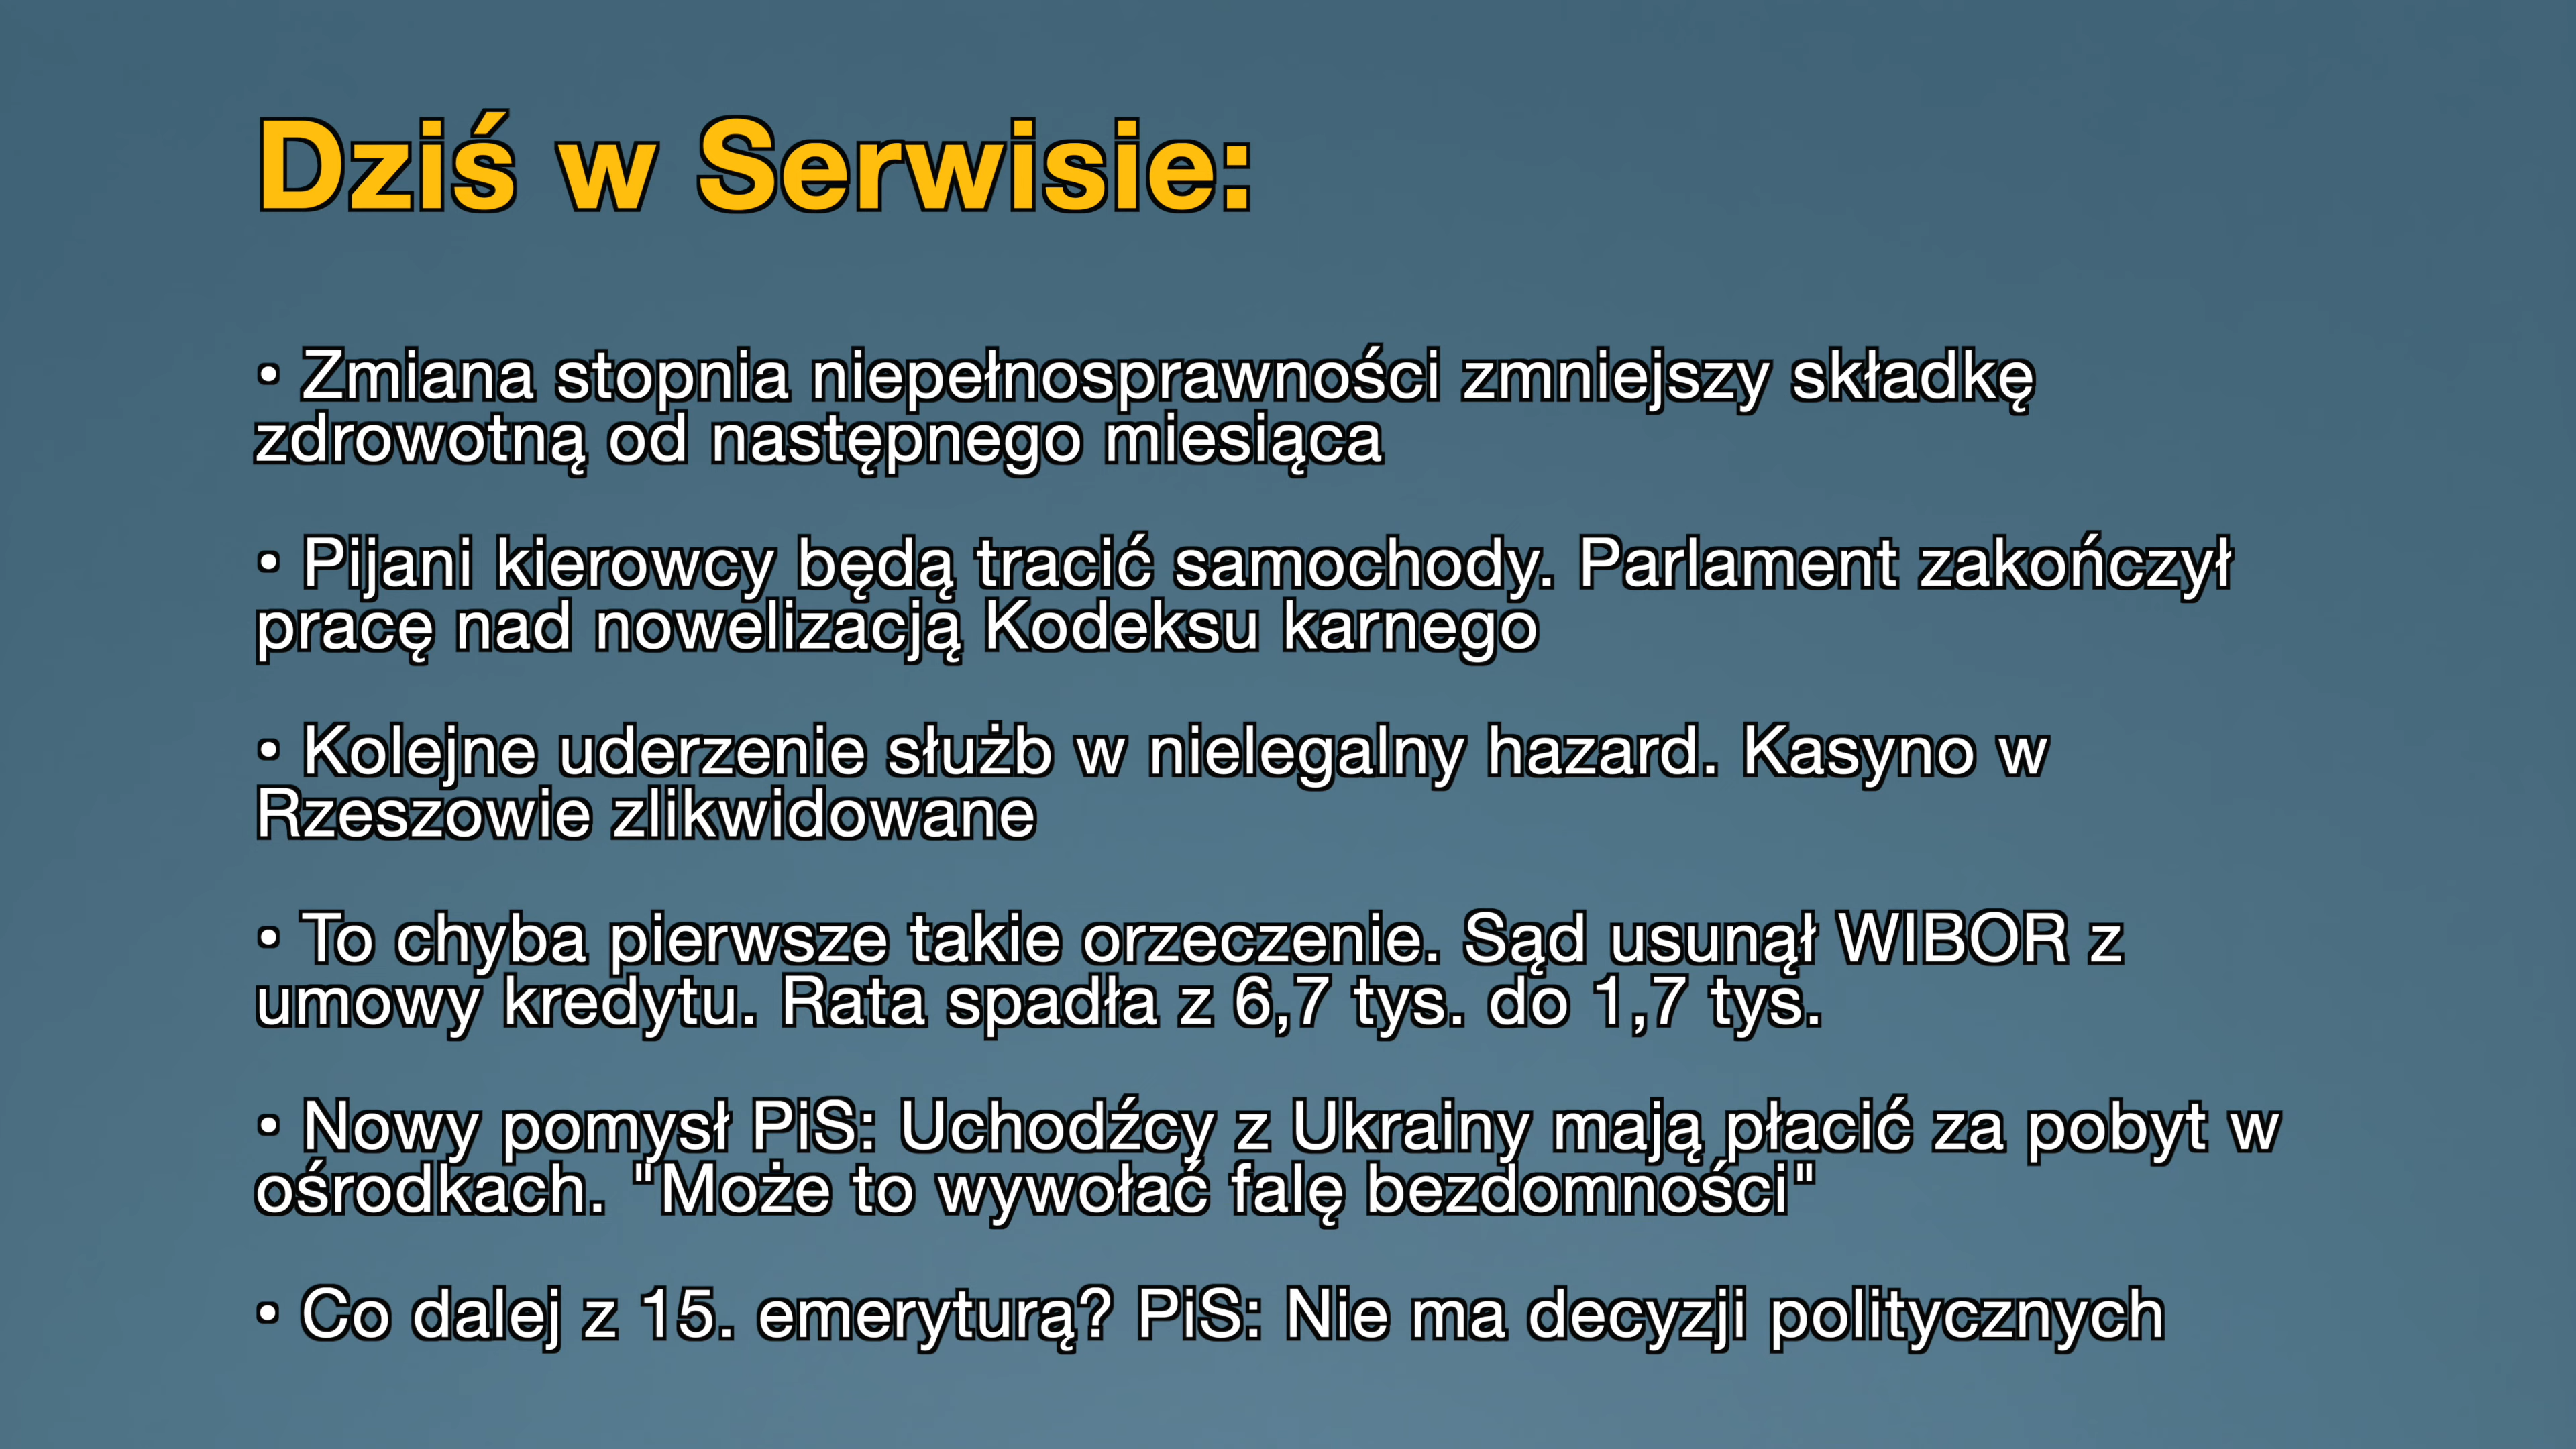 Dziś w Serwisie:
• Zmiana stopnia niepełnosprawności zmniejszy składkę
zdrowotną od następnego miesiąca
• Pijani kierowcy będą tracić samochody. Parlament zakończył
pracę nad nowelizacją Kodeksu karnego
• Kolejne uderzenie służb w nielegalny hazard. Kasyno w
Rzeszowie zlikwidowane
• To chyba pierwsze takie orzeczenie. Sąd usunął WIBOR z
umowy kredytu. Rata spadła z 6,7 tys. do 1,7 tys.
• Nowy pomysł PiS: Uchodźcy z Ukrainy mają płacić za pobyt w
ośrodkach. "Może to wywołać falę bezdomności"
• Co dalej z 15. emeryturą? PiS: Nie ma decyzji politycznych